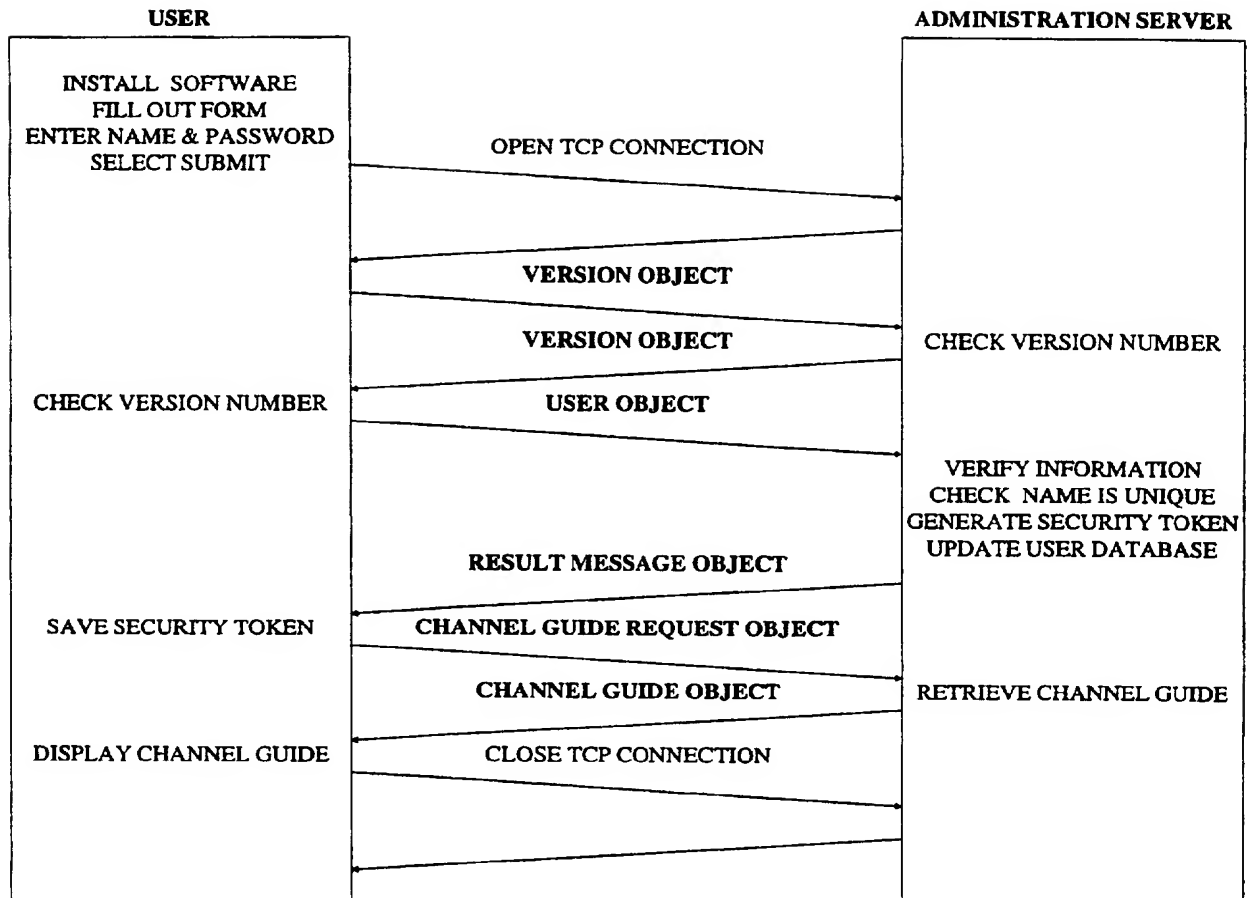 USER
ADMINISTRATION SERVER
INSTALL SOFTWARE
FILL OUT FORM
ENTER NAME & PASSWORD
SELECT SUBMIT
OPEN TCP CONNECTION
VERSION OBJECT
VERSION OBJECT
CHECK VERSION NUMBER
CHECK VERSION NUMBER
USER OBJECT
VERIFY INFORMATION
CHECK NAME IS UNIQUE
GENERATE SECURITY TOKEN
UPDATE USER DATABASE
RESULT MESSAGE OBJECT
SAVE SECURITY TOKEN
CHANNEL GUIDE REQUEST OBJECT
CHANNEL GUIDE OBJECT
RETRIEVE CHANNEL GUIDE
DISPLAY CHANNEL GUIDE
CLOSE TCP CONNECTION